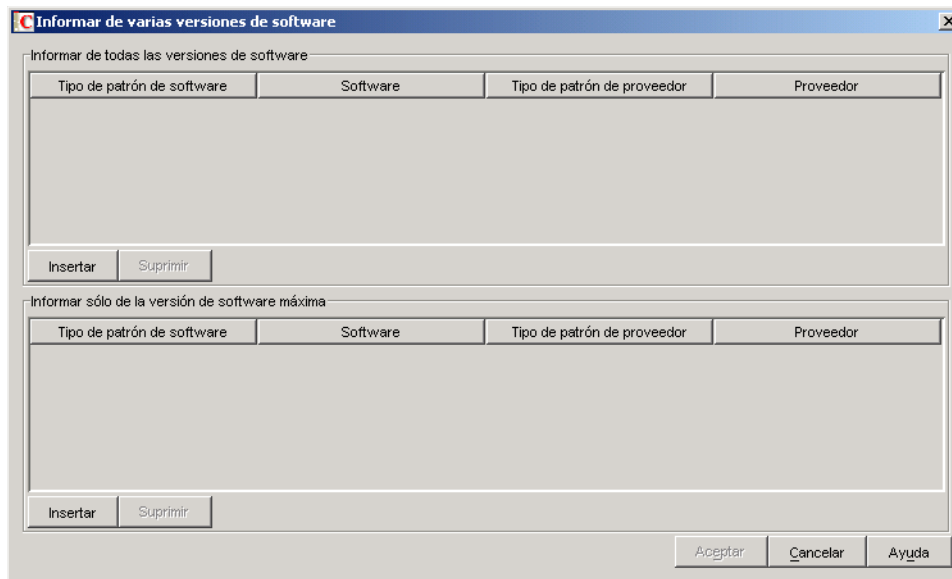 C Informar de varias versiones de software
Informar de todas las versiones de software
Tipo de patrón de software Software Tipo de patrón de proveedor Proveedor
Insertar Suprimir
Informar sólo de la versión de software máxima
Tipo de patrón de software Software Tipo de patrón de proveedor Proveedor
Insertar Suprimir
Aceptar Cancelar Ayuda